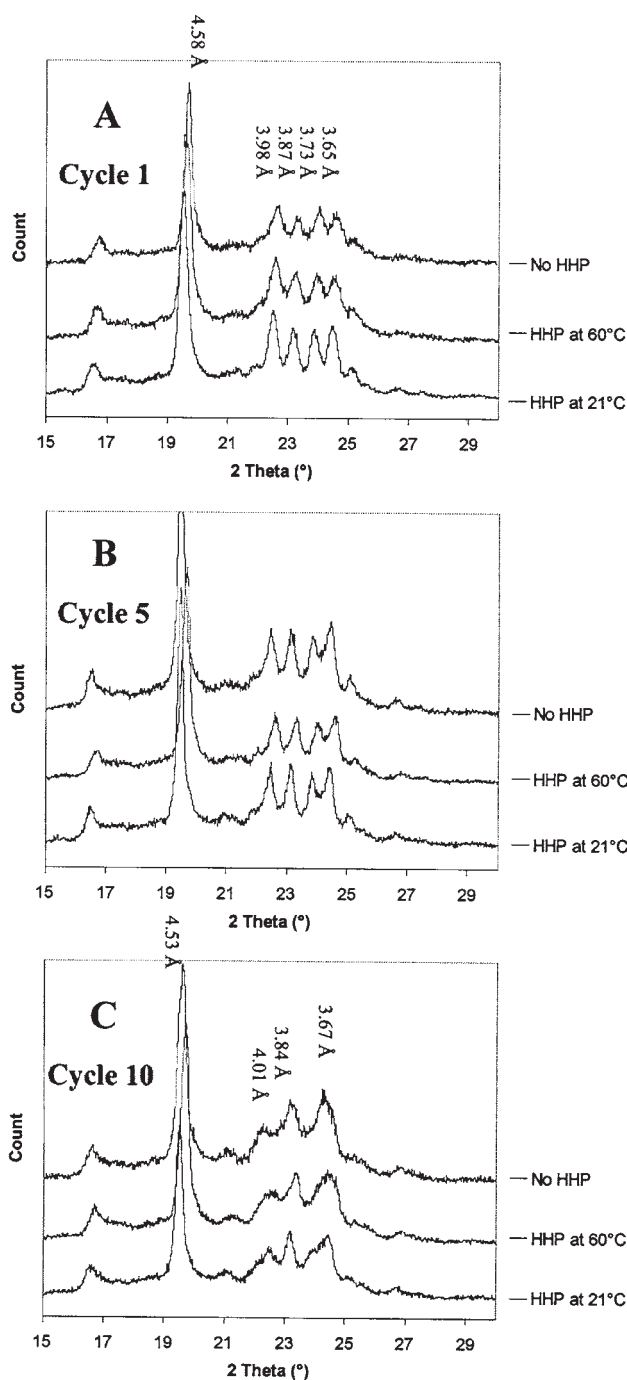 4.58 Å
A
Cycle 1
3.98 Å
3.87 Å
3.73 Å
3.65 Å
Count
No HHP
HHP at 60°C
HHP at 21°C
15 17 19 21 23 25 27 29
2 Theta (°)
B
Cycle 5
Count
No HHP
HHP at 60°C
HHP at 21°C
15 17 19 21 23 25 27 29
2 Theta (°)
4.53 Å
C
Cycle 10
4.01 Å
3.84 Å
3.67 Å
Count
No HHP
HHP at 60°C
HHP at 21°C
15 17 19 21 23 25 27 29
2 Theta (°)